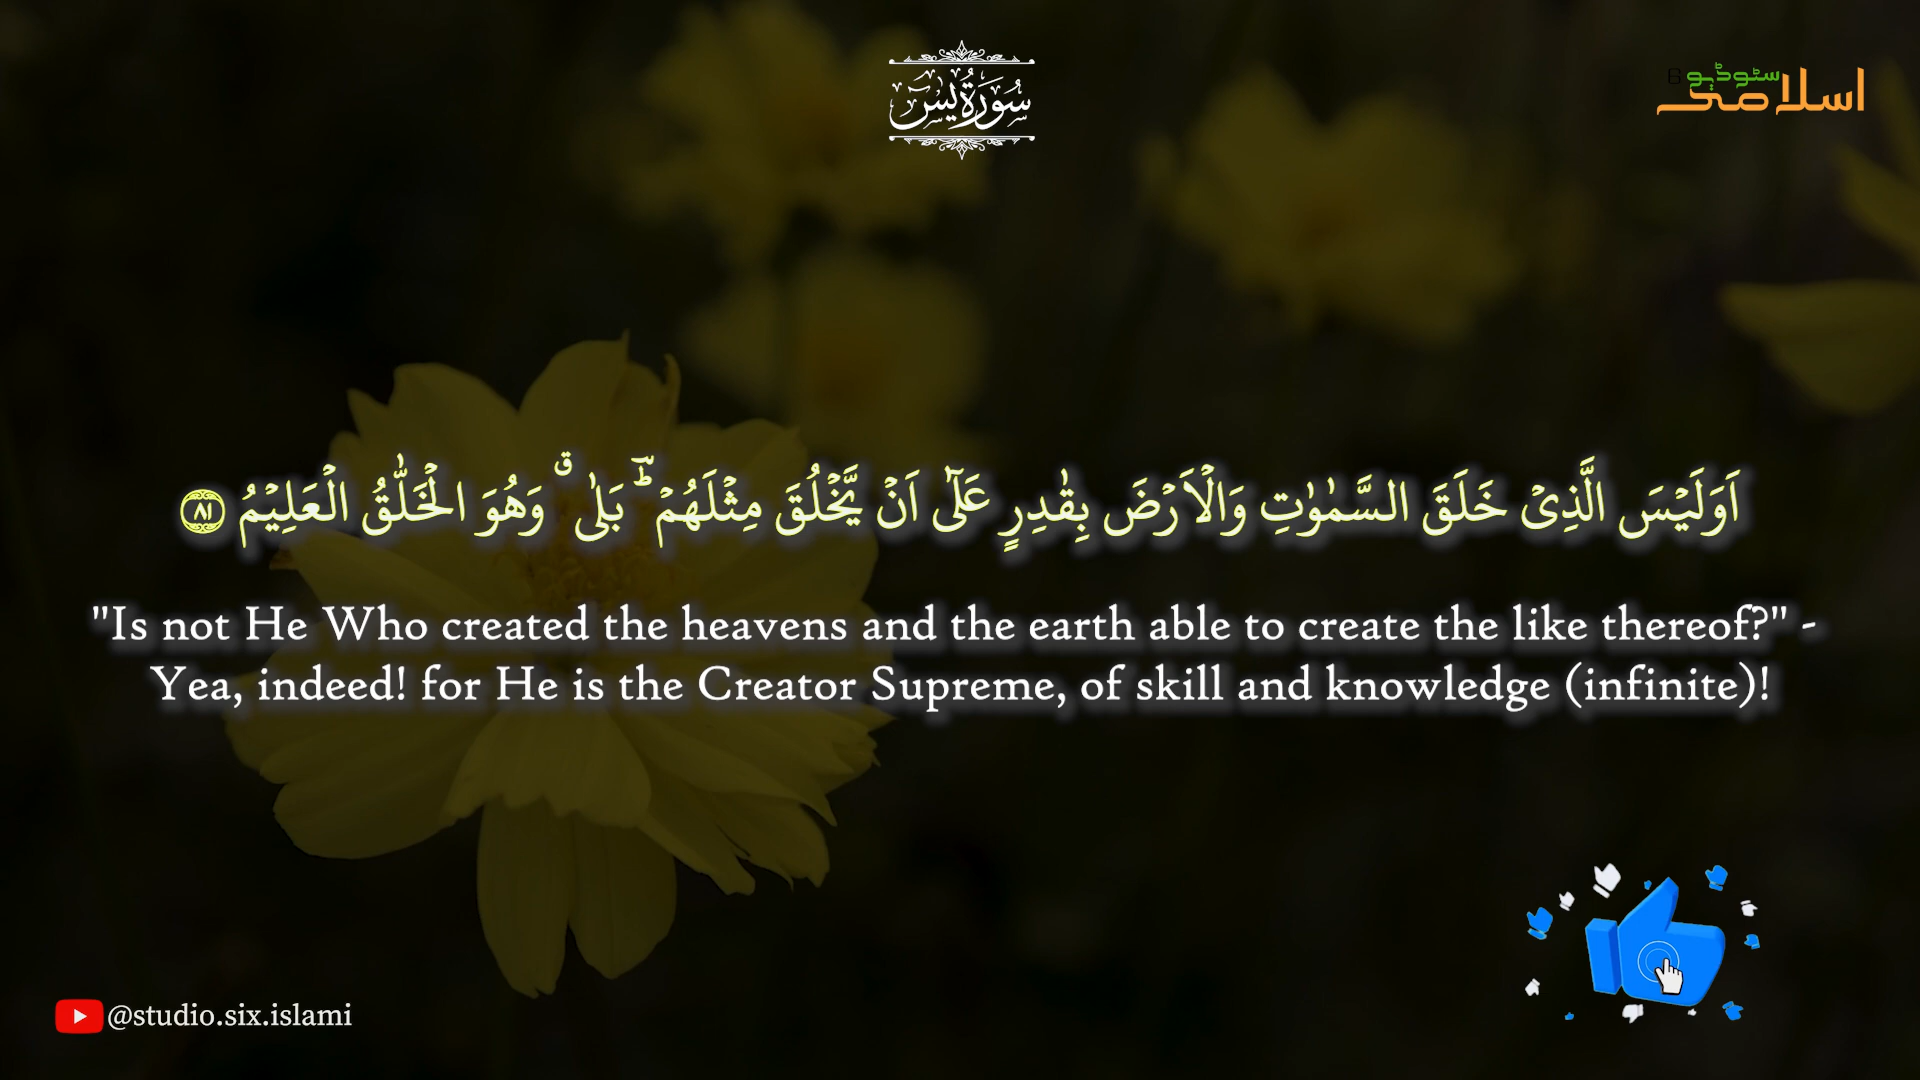 سُوْرَةُ يٰسٓ
اسلامی
سٹوڈیو 6
اَوَلَيْسَ الَّذِىْ خَلَقَ السَّمٰوٰتِ وَالْاَرْضَ بِقٰدِرٍ عَلٰٓى اَنْ يَّخْلُقَ مِثْلَهُمْ ؕؔ بَلٰى ۗ وَهُوَ الْخَلّٰقُ الْعَلِيْمُ ۸۱
"Is not He Who created the heavens and the earth able to create the like thereof?" -
Yea, indeed! for He is the Creator Supreme, of skill and knowledge (infinite)!
@studio.six.islami